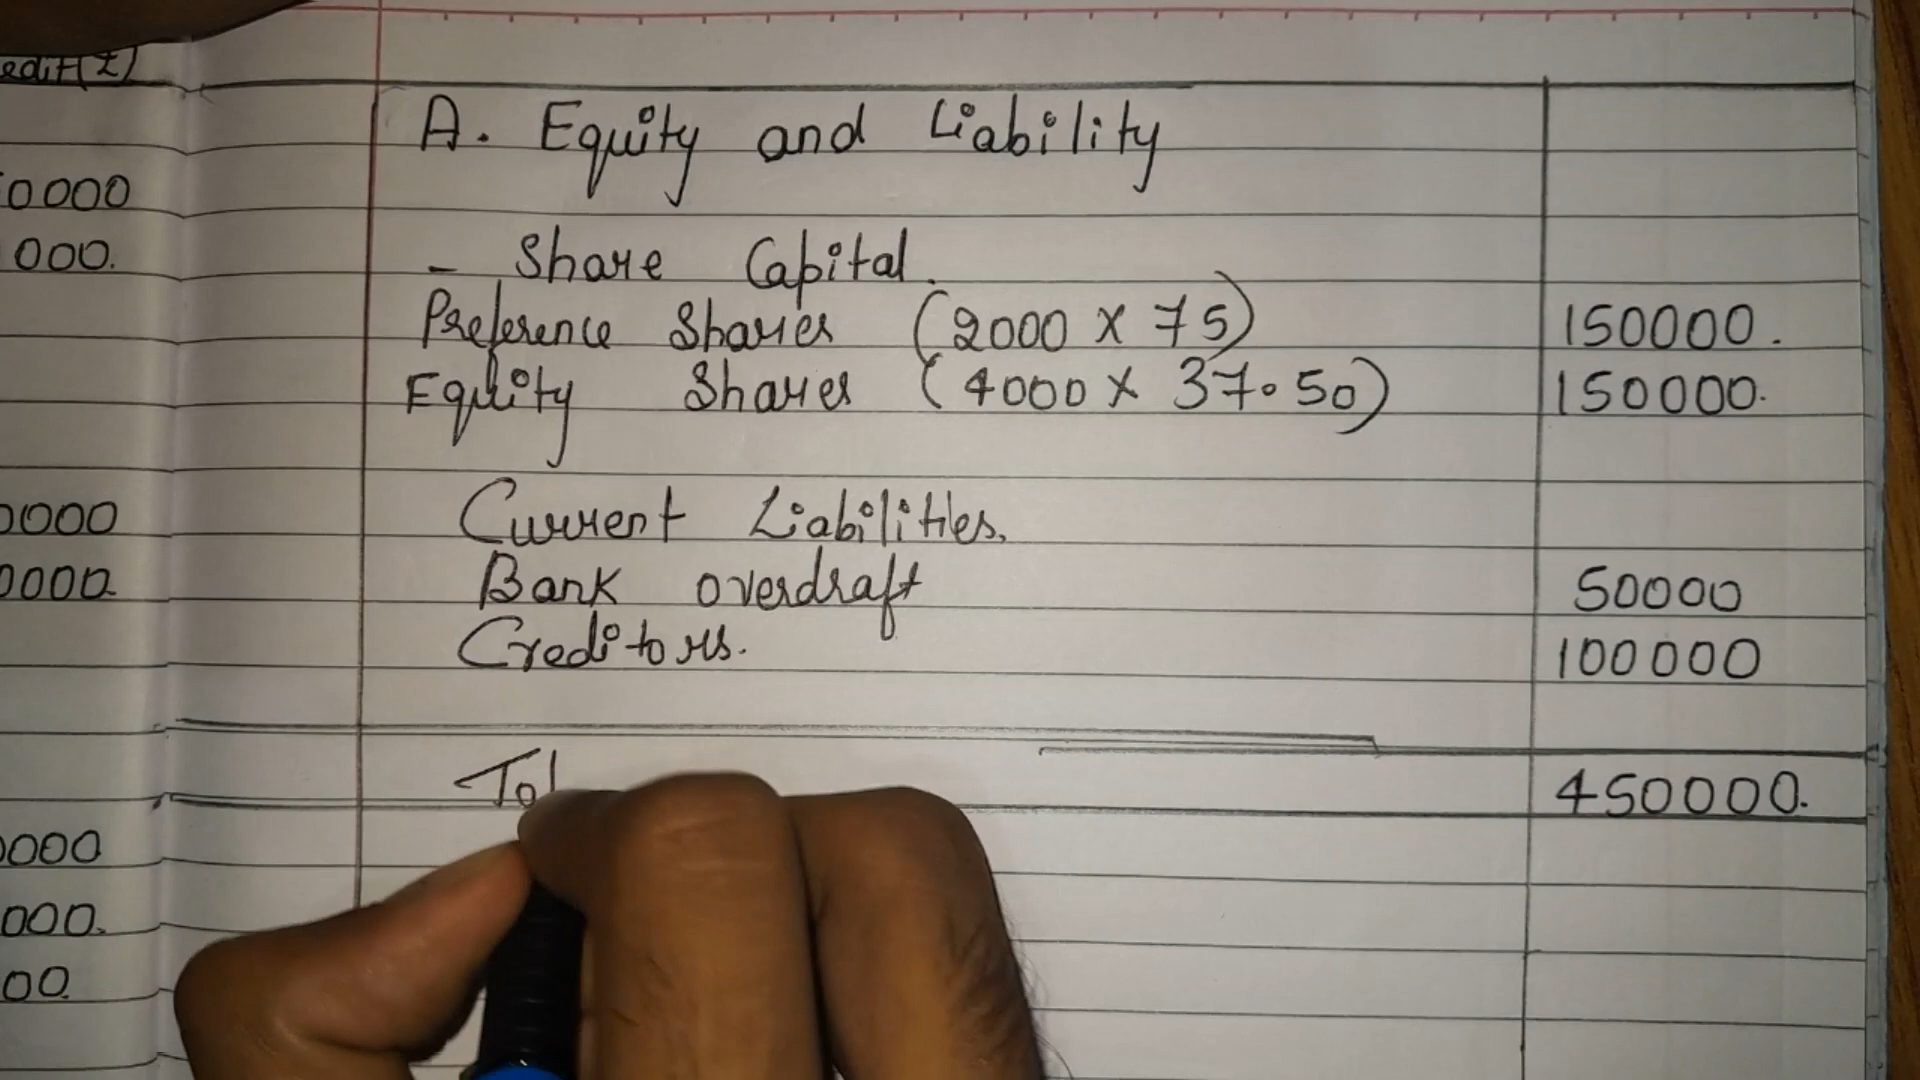 edit(₹)
0000
000.
0000
0000
0000
000.
00
A. Equity and Liability
- Share Capital.
Preference Shares (2000 X 75) 150000.
Equity Shares (4000 X 37.50) 150000.
Current Liabilities.
Bank overdraft 50000
Creditors. 100000
Tot 450000.